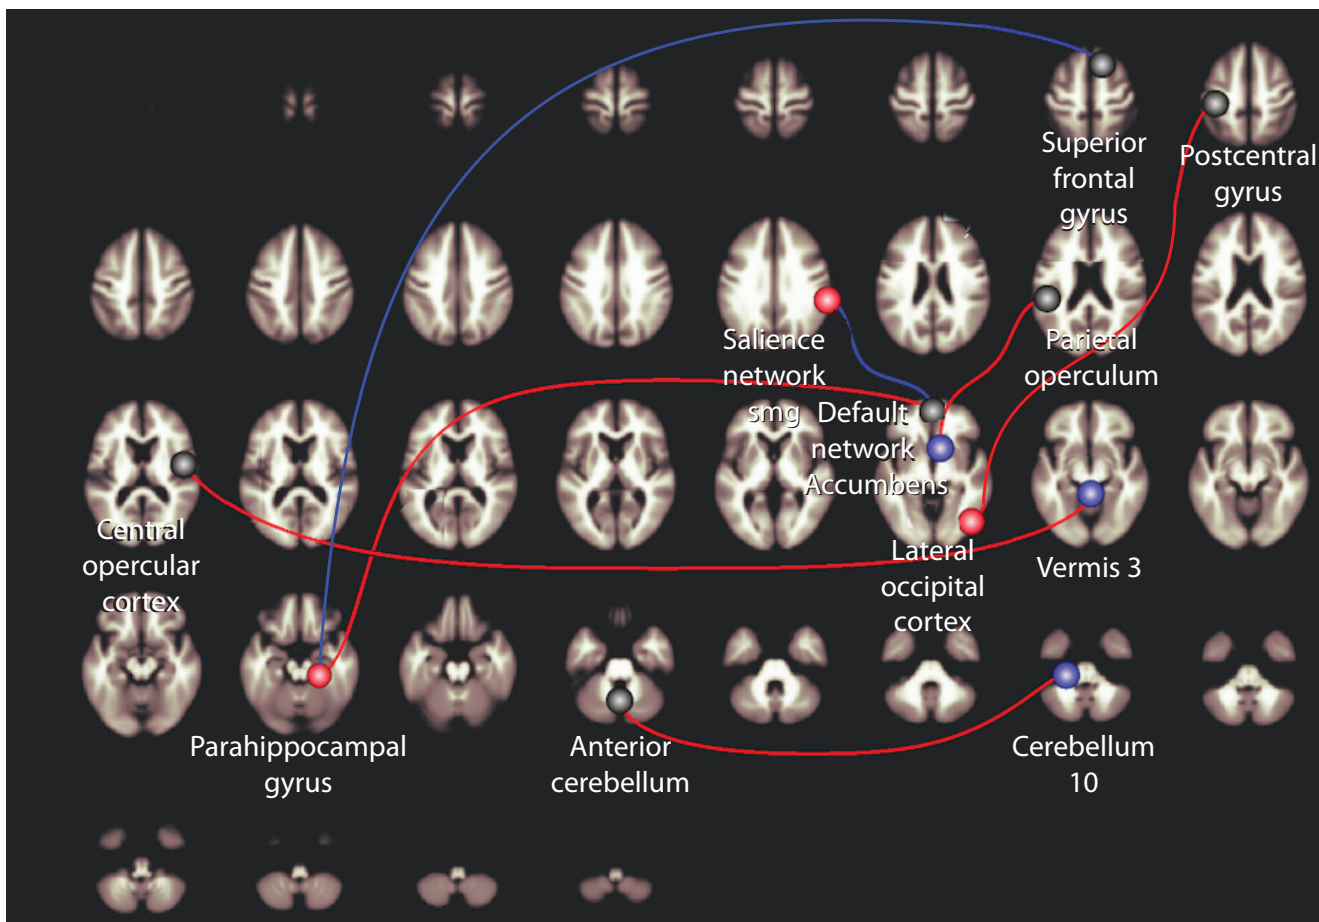 Superior
frontal
gyrus
Postcentral
gyrus
Salience
network
smg
Parietal
operculum
Default
network
Accumbens
Central
opercular
cortex
Lateral
occipital
cortex
Vermis 3
Parahippocampal
gyrus
Anterior
cerebellum
Cerebellum
10